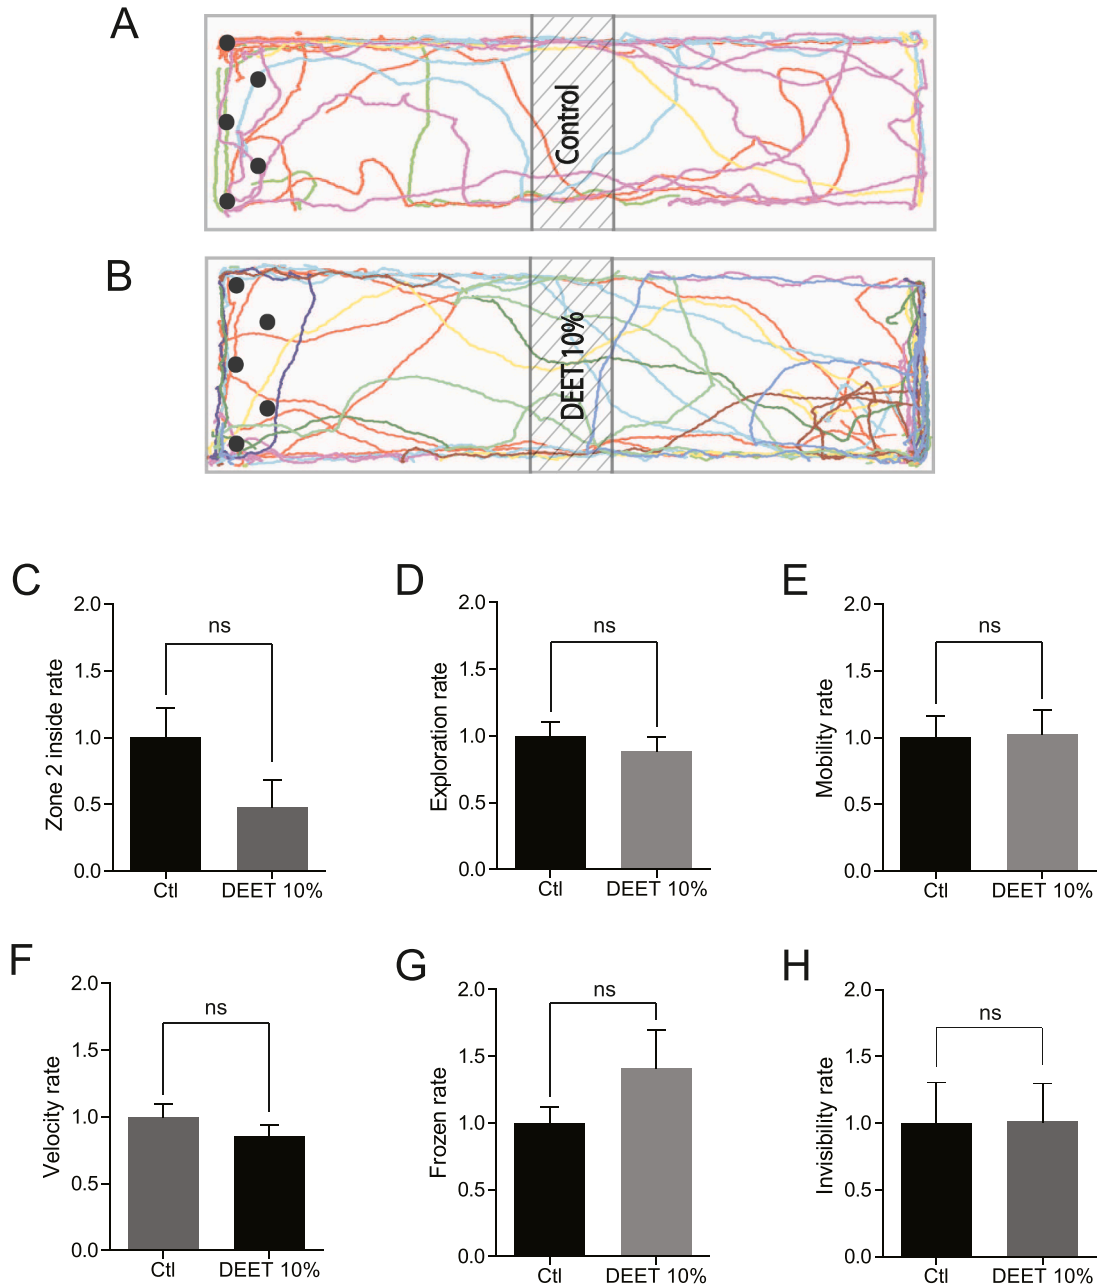 A
Control
B
DEET 10%
C
2.0
1.5
1.0
0.5
0.0
Zone 2 inside rate
ns
Ctl
DEET 10%
D
2.0
1.5
1.0
0.5
0.0
Exploration rate
ns
Ctl
DEET 10%
E
2.0
1.5
1.0
0.5
0.0
Mobility rate
ns
Ctl
DEET 10%
F
2.0
1.5
1.0
0.5
0.0
Velocity rate
ns
Ctl
DEET 10%
G
2.0
1.5
1.0
0.5
0.0
Frozen rate
ns
Ctl
DEET 10%
H
2.0
1.5
1.0
0.5
0.0
Invisibility rate
ns
Ctl
DEET 10%